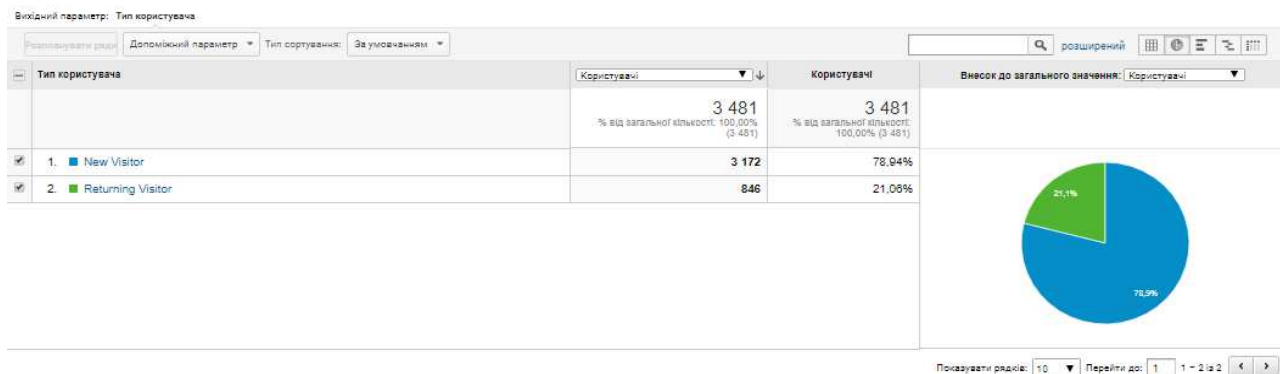 Вихідний параметр: Тип користувача
Розпланувати ряди Допоміжний параметр Тип сортування: За умовчанням розширений
Тип користувача Користувачі Користувачі Внесок до загального значення: Користувачі
3 481 3 481
% від загальної кількості: 100,00% % від загальної кількості:
(3 481) 100,00% (3 481)
1. New Visitor 3 172 78,94%
2. Returning Visitor 846 21,06%
21,1%
78,9%
Показувати рядків: 10 Перейти до: 1 1 – 2 із 2